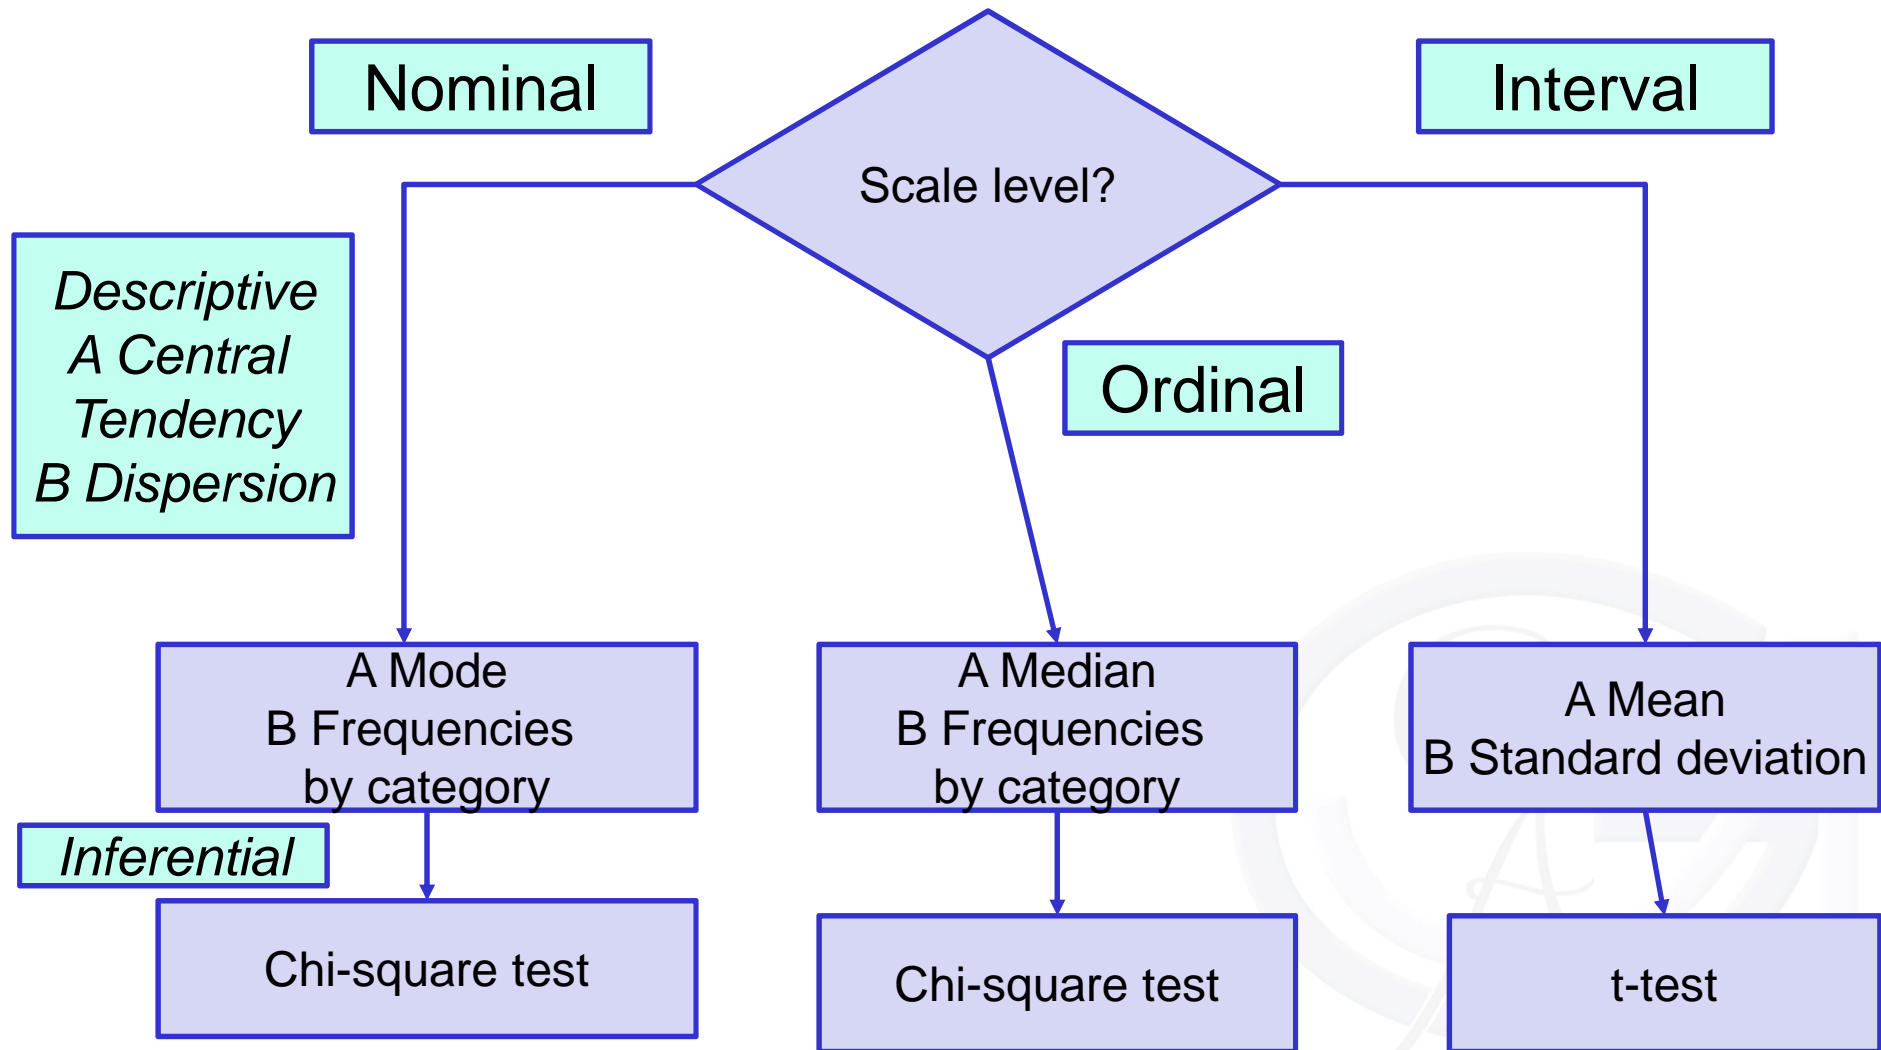 Nominal
Interval
Scale level?
Descriptive
A Central
Tendency
B Dispersion
Ordinal
A Mode
B Frequencies
by category
A Median
B Frequencies
by category
A Mean
B Standard deviation
Inferential
Chi-square test
Chi-square test
t-test